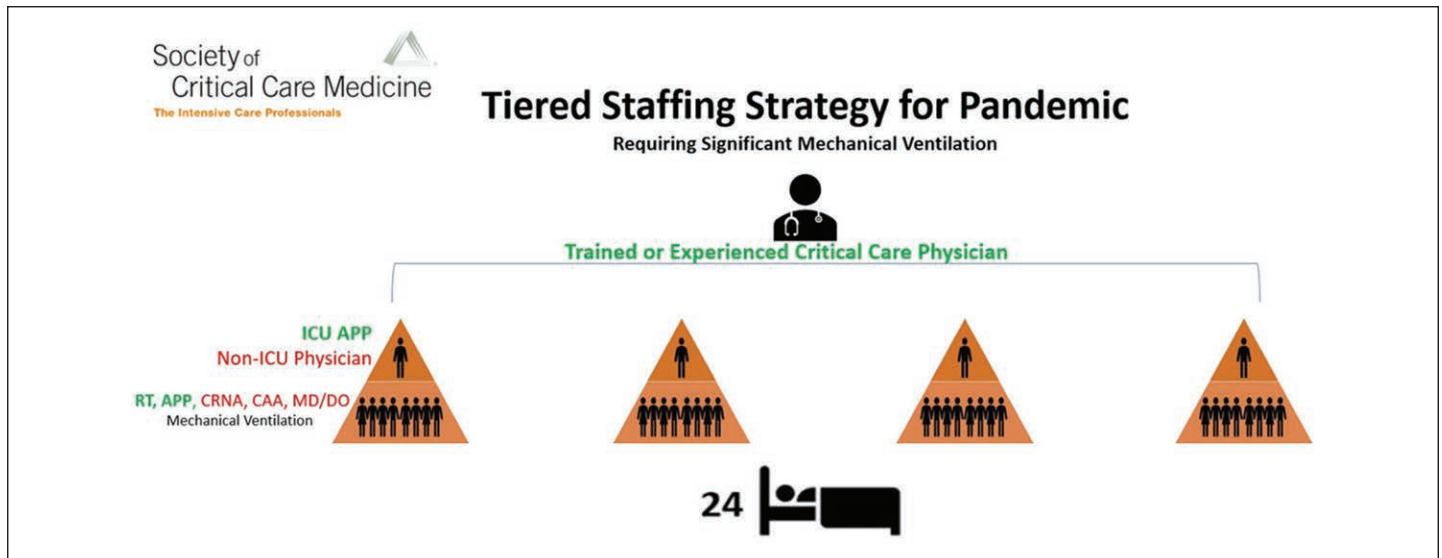 Society of
Critical Care Medicine
The Intensive Care Professionals
Tiered Staffing Strategy for Pandemic
Requiring Significant Mechanical Ventilation
Trained or Experienced Critical Care Physician
ICU APP
Non-ICU Physician
RT, APP, CRNA, CAA, MD/DO
Mechanical Ventilation
24